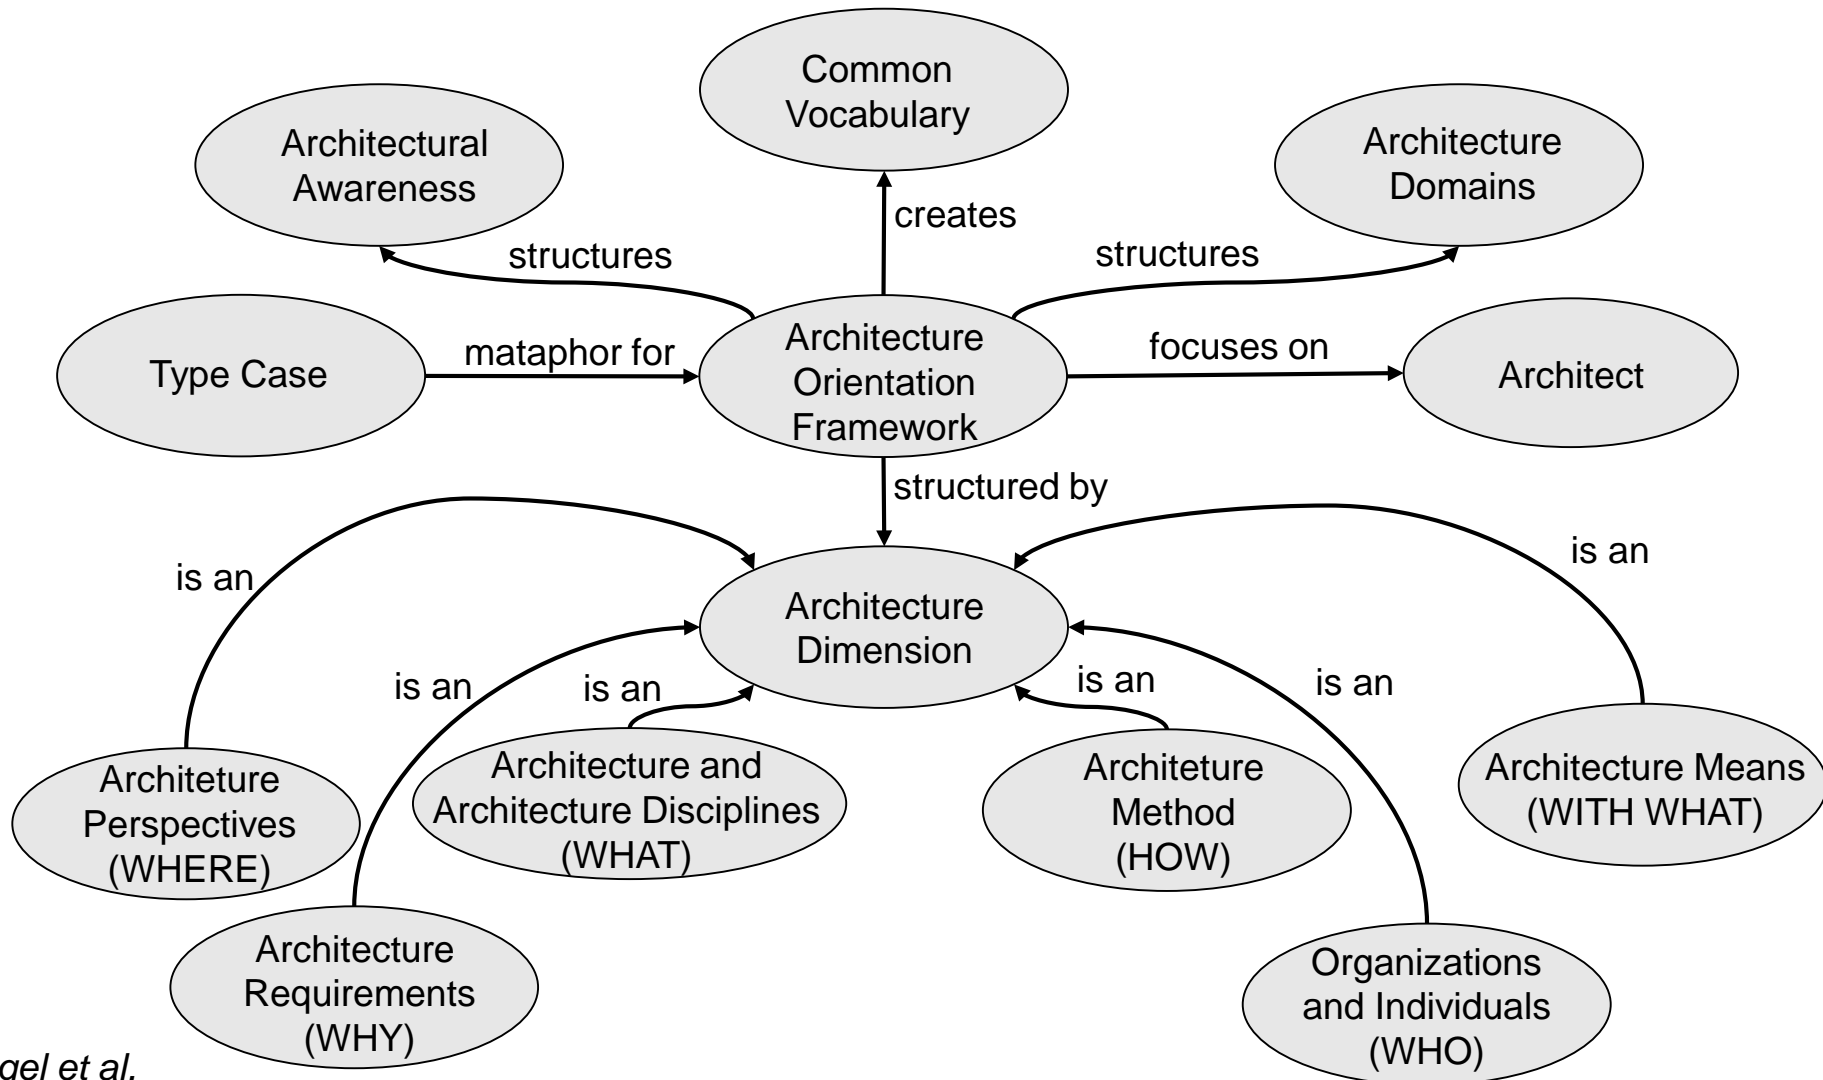 Common
Vocabulary
Architectural
Awareness
Architecture
Domains
creates
structures
structures
Type Case
mataphor for
Architecture
Orientation
Framework
focuses on
Architect
structured by
is an
is an
Architecture
Dimension
is an
is an
is an
is an
Architeture
Perspectives
(WHERE)
Architecture and
Architecture Disciplines
(WHAT)
Architeture
Method
(HOW)
Architecture Means
(WITH WHAT)
Architecture
Requirements
(WHY)
Organizations
and Individuals
(WHO)
gel et al.